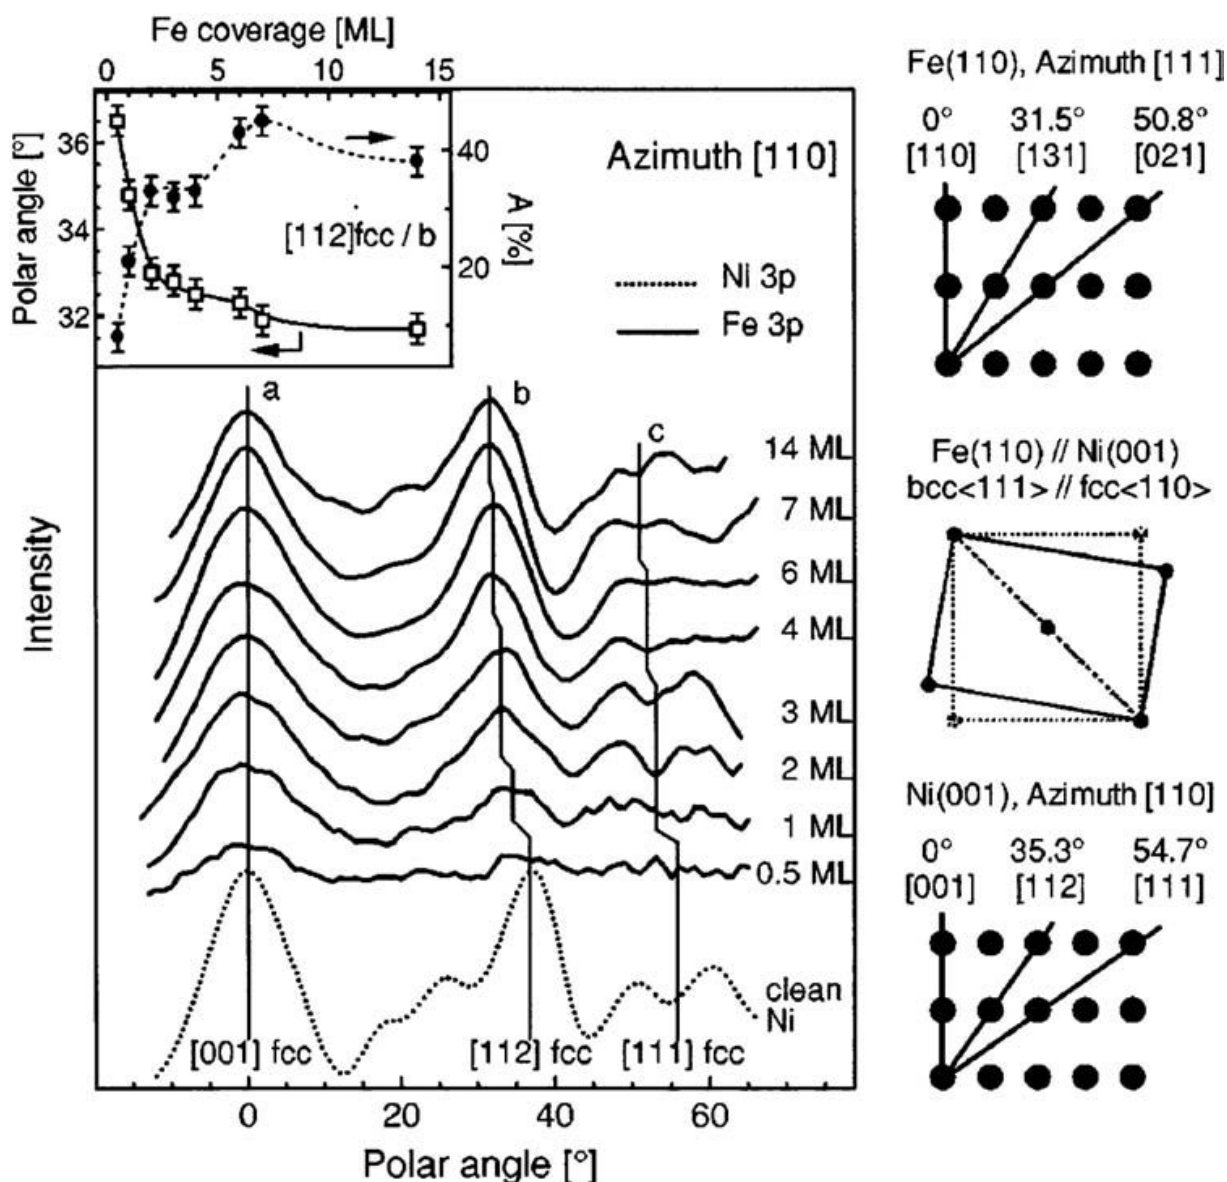 Fe coverage [ML]
0 5 10 15
Polar angle [°]
36
34
32
40
20
A [%]
[112]fcc / b
Azimuth [110]
Ni 3p
Fe 3p
a
b
c
14 ML
7 ML
6 ML
4 ML
3 ML
2 ML
1 ML
0.5 ML
clean
Ni
Intensity
[001] fcc [112] fcc [111] fcc
0 20 40 60
Polar angle [°]
Fe(110), Azimuth [111]
0° 31.5° 50.8°
[110] [131] [021]
Fe(110) // Ni(001)
bcc<111> // fcc<110>
Ni(001), Azimuth [110]
0° 35.3° 54.7°
[001] [112] [111]